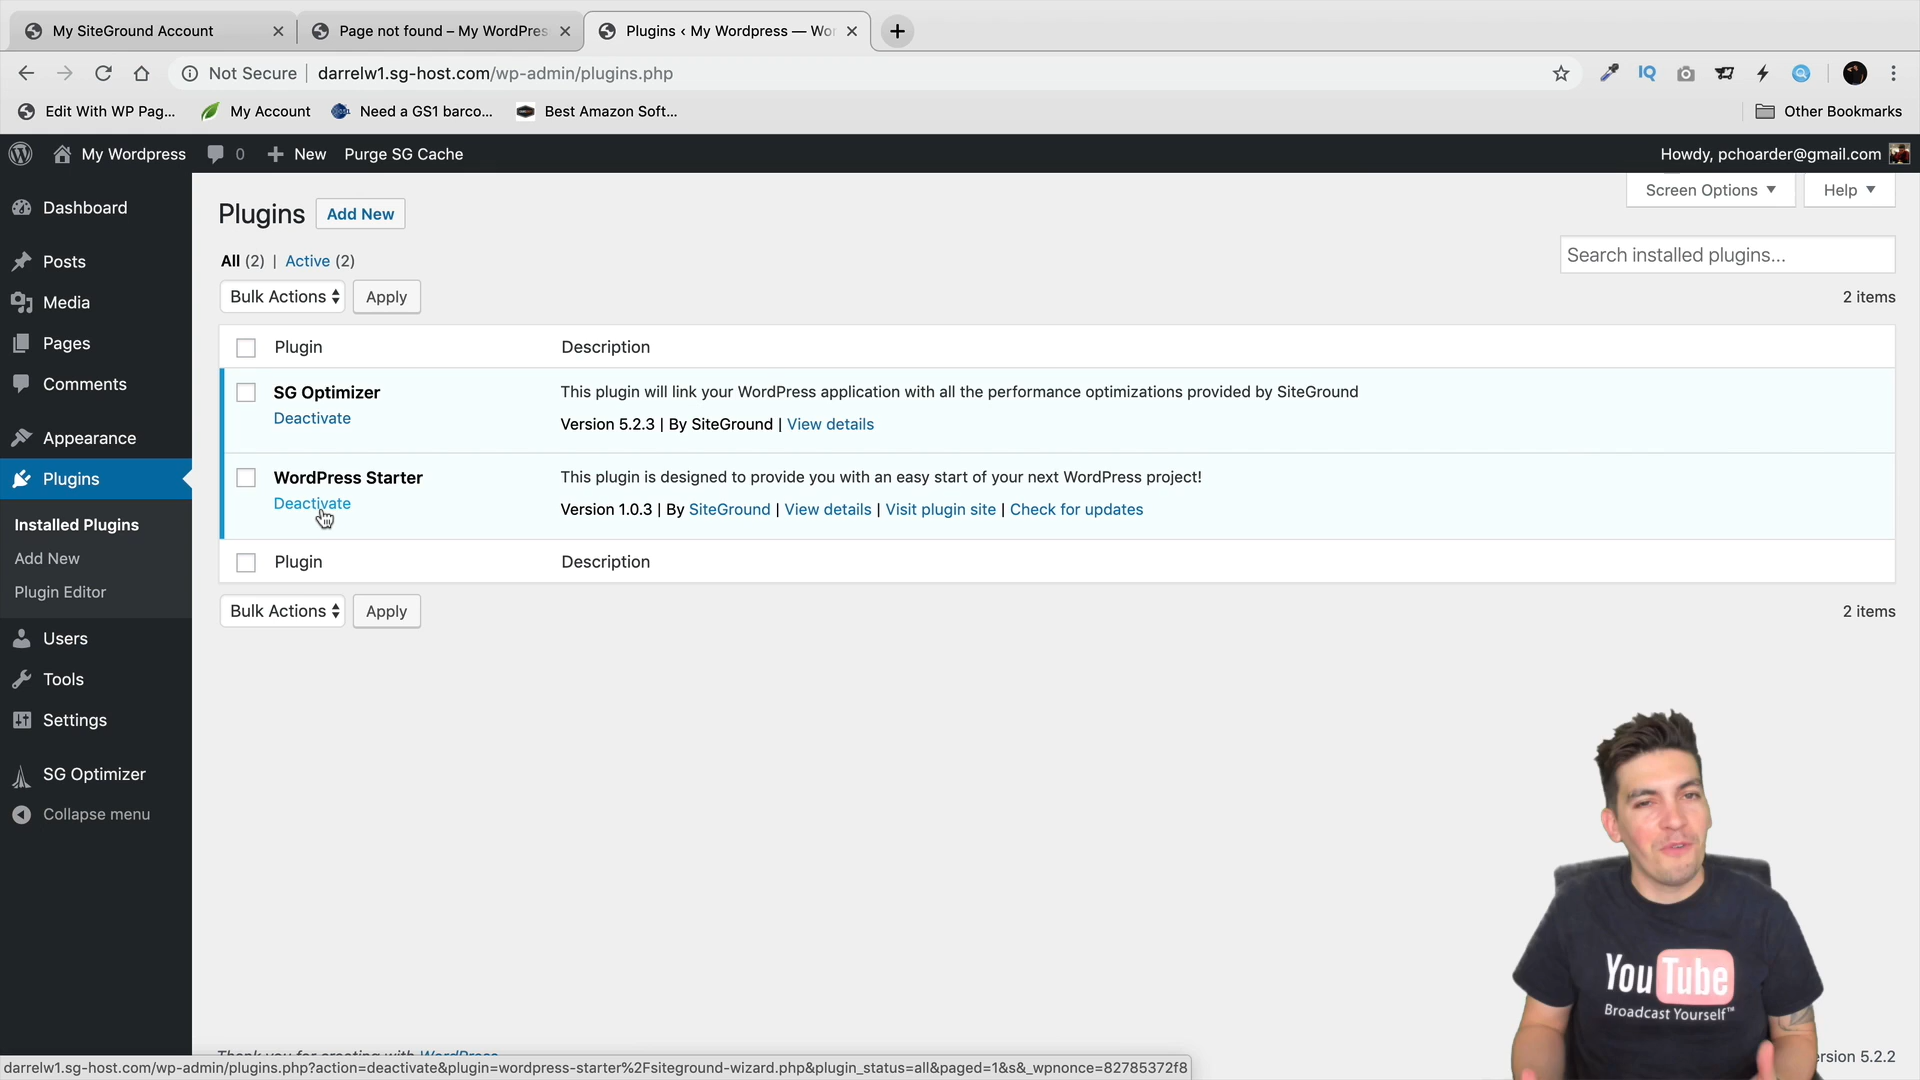 My SiteGround Account
Page not found – My WordPres
Plugins ‹ My Wordpress — Wor
Not Secure
darrelw1.sg-host.com/wp-admin/plugins.php
IQ
Edit With WP Pag...
My Account
Need a GS1 barco...
Best Amazon Soft...
Other Bookmarks
My Wordpress
0
New
Purge SG Cache
Howdy, pchoarder@gmail.com
Dashboard
Posts
Media
Pages
Comments
Appearance
Plugins
Installed Plugins
Add New
Plugin Editor
Users
Tools
Settings
SG Optimizer
Collapse menu
Screen Options
Help
Plugins
Add New
All (2) | Active (2)
Search installed plugins...
Bulk Actions
Apply
2 items
Plugin
Description
SG Optimizer
Deactivate
This plugin will link your WordPress application with all the performance optimizations provided by SiteGround
Version 5.2.3 | By SiteGround | View details
WordPress Starter
Deactivate
This plugin is designed to provide you with an easy start of your next WordPress project!
Version 1.0.3 | By SiteGround | View details | Visit plugin site | Check for updates
Plugin
Description
Bulk Actions
Apply
2 items
YouTube
Broadcast Yourself™
Thank you for creating with WordPress
ersion 5.2.2
darrelw1.sg-host.com/wp-admin/plugins.php?action=deactivate&plugin=wordpress-starter%2Fsiteground-wizard.php&plugin_status=all&paged=1&s&_wpnonce=82785372f8